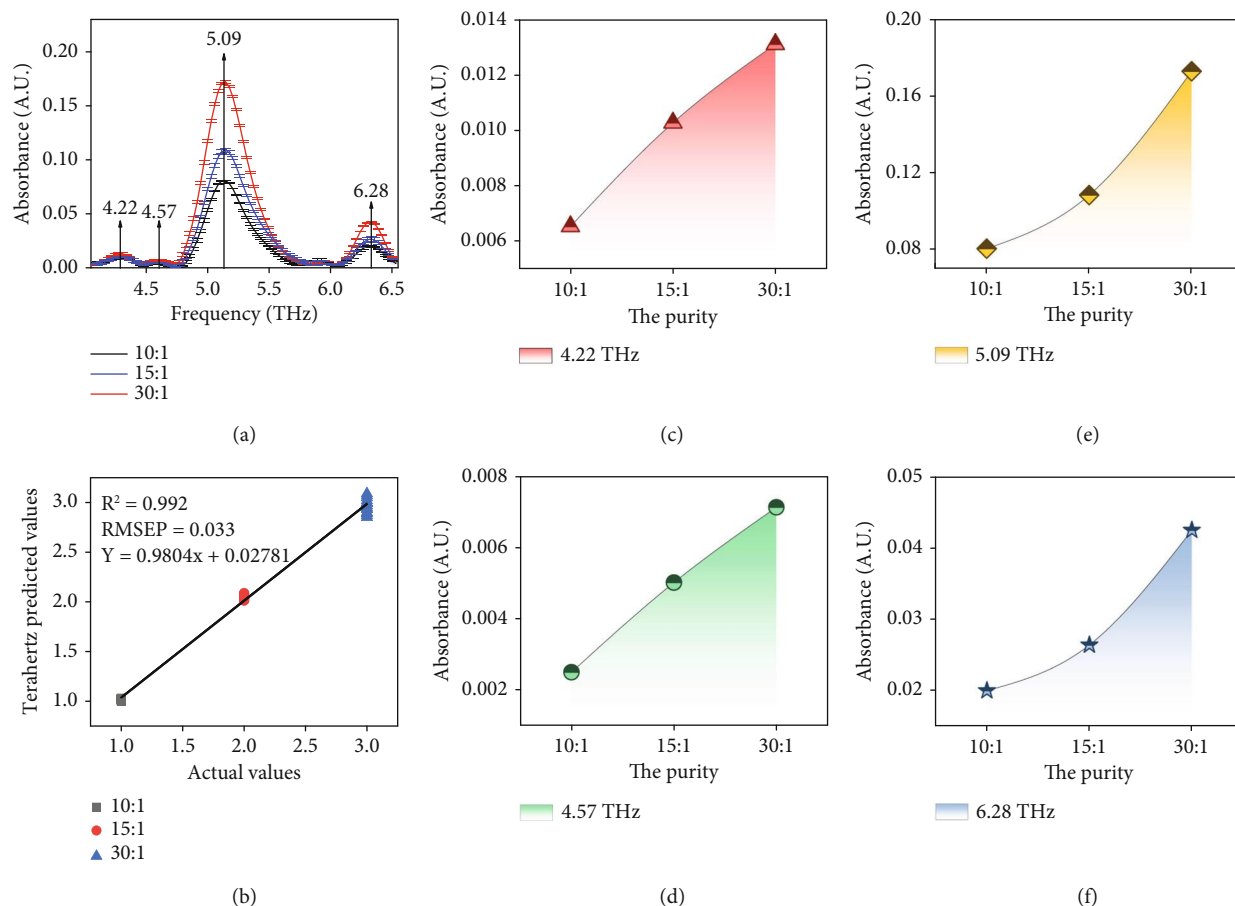 0.20
0.15
0.10
0.05
0.00
Absorbance (A.U.)
5.09
4.22
4.57
6.28
4.5
5.0
5.5
6.0
6.5
Frequency (THz)
10:1
15:1
30:1
(a)
0.014
0.012
0.010
0.008
0.006
Absorbance (A.U.)
10:1
15:1
30:1
The purity
4.22 THz
(c)
0.20
0.16
0.12
0.08
Absorbance (A.U.)
10:1
15:1
30:1
The purity
5.09 THz
(e)
3.0
2.5
2.0
1.5
1.0
Terahertz predicted values
R² = 0.992
RMSEP = 0.033
Y = 0.9804x + 0.02781
1.0
1.5
2.0
2.5
3.0
Actual values
10:1
15:1
30:1
(b)
0.008
0.006
0.004
0.002
Absorbance (A.U.)
10:1
15:1
30:1
The purity
4.57 THz
(d)
0.05
0.04
0.03
0.02
Absorbance (A.U.)
10:1
15:1
30:1
The purity
6.28 THz
(f)